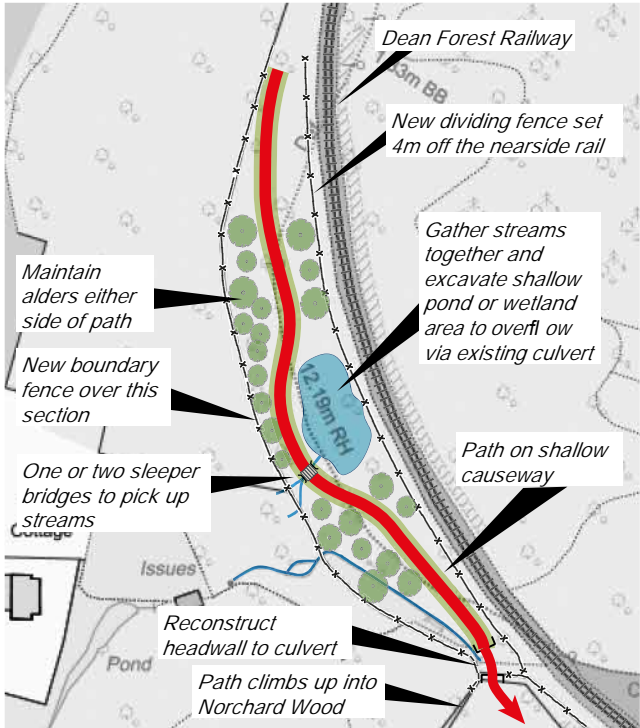 Dean Forest Railway
1.83m BB
New dividing fence set
4m off the nearside rail
Gather streams
together and
excavate shallow
pond or wetland
area to overfl ow
via existing culvert
Maintain
alders either
side of path
New boundary
fence over this
section
12.19m RH
One or two sleeper
bridges to pick up
streams
Path on shallow
causeway
Cottage
Issues
Pond
Reconstruct
headwall to culvert
Path climbs up into
Norchard Wood